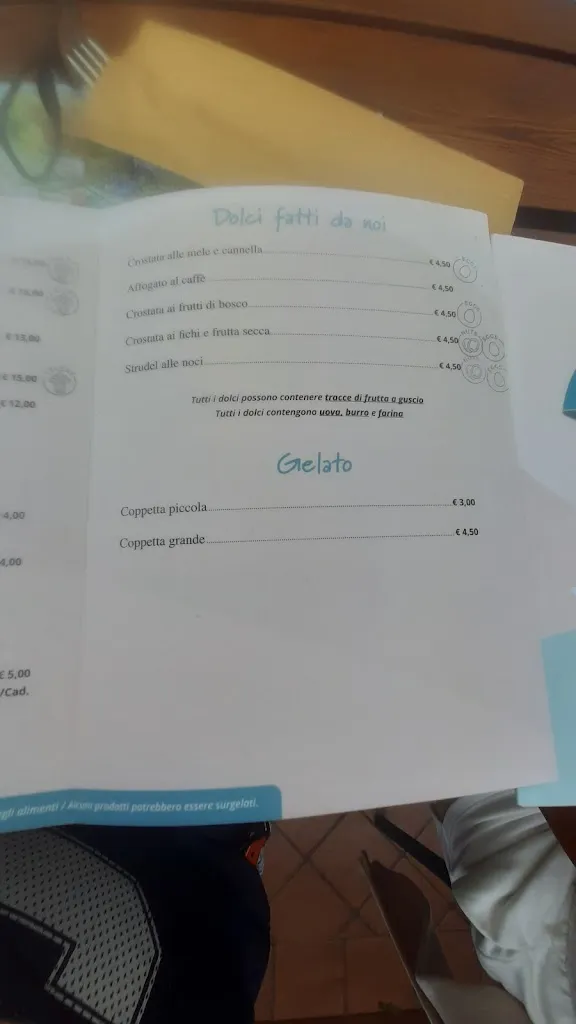 Dolci fatti da noi
Crostata alle mele e cannella € 4,50
Affogato al caffè € 4,50
Crostata ai frutti di bosco € 4,50
Crostata ai fichi e frutta secca € 4,50
Strudel alle noci € 4,50
Tutti i dolci possono contenere tracce di frutta a guscio
Tutti i dolci contengono uova, burro e farina
Gelato
Coppetta piccola € 3,00
Coppetta grande € 4,50
€ 15,00
€ 15,00
€ 12,00
4,00
4,00
€ 5,00
/Cad.
gli alimenti / Alcuni prodotti potrebbero essere surgelati.